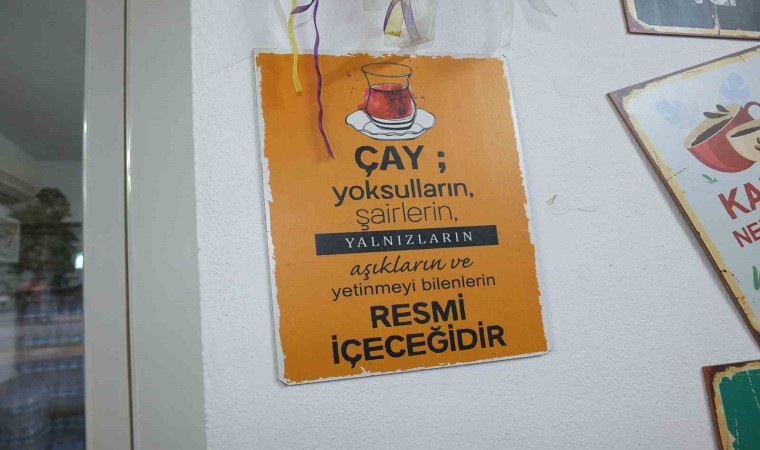 ÇAY ;
yoksulların,
şairlerin,
YALNIZLARIN
aşıkların ve
yetinmeyi bilenlerin
RESMİ
İÇECEĞİDİR